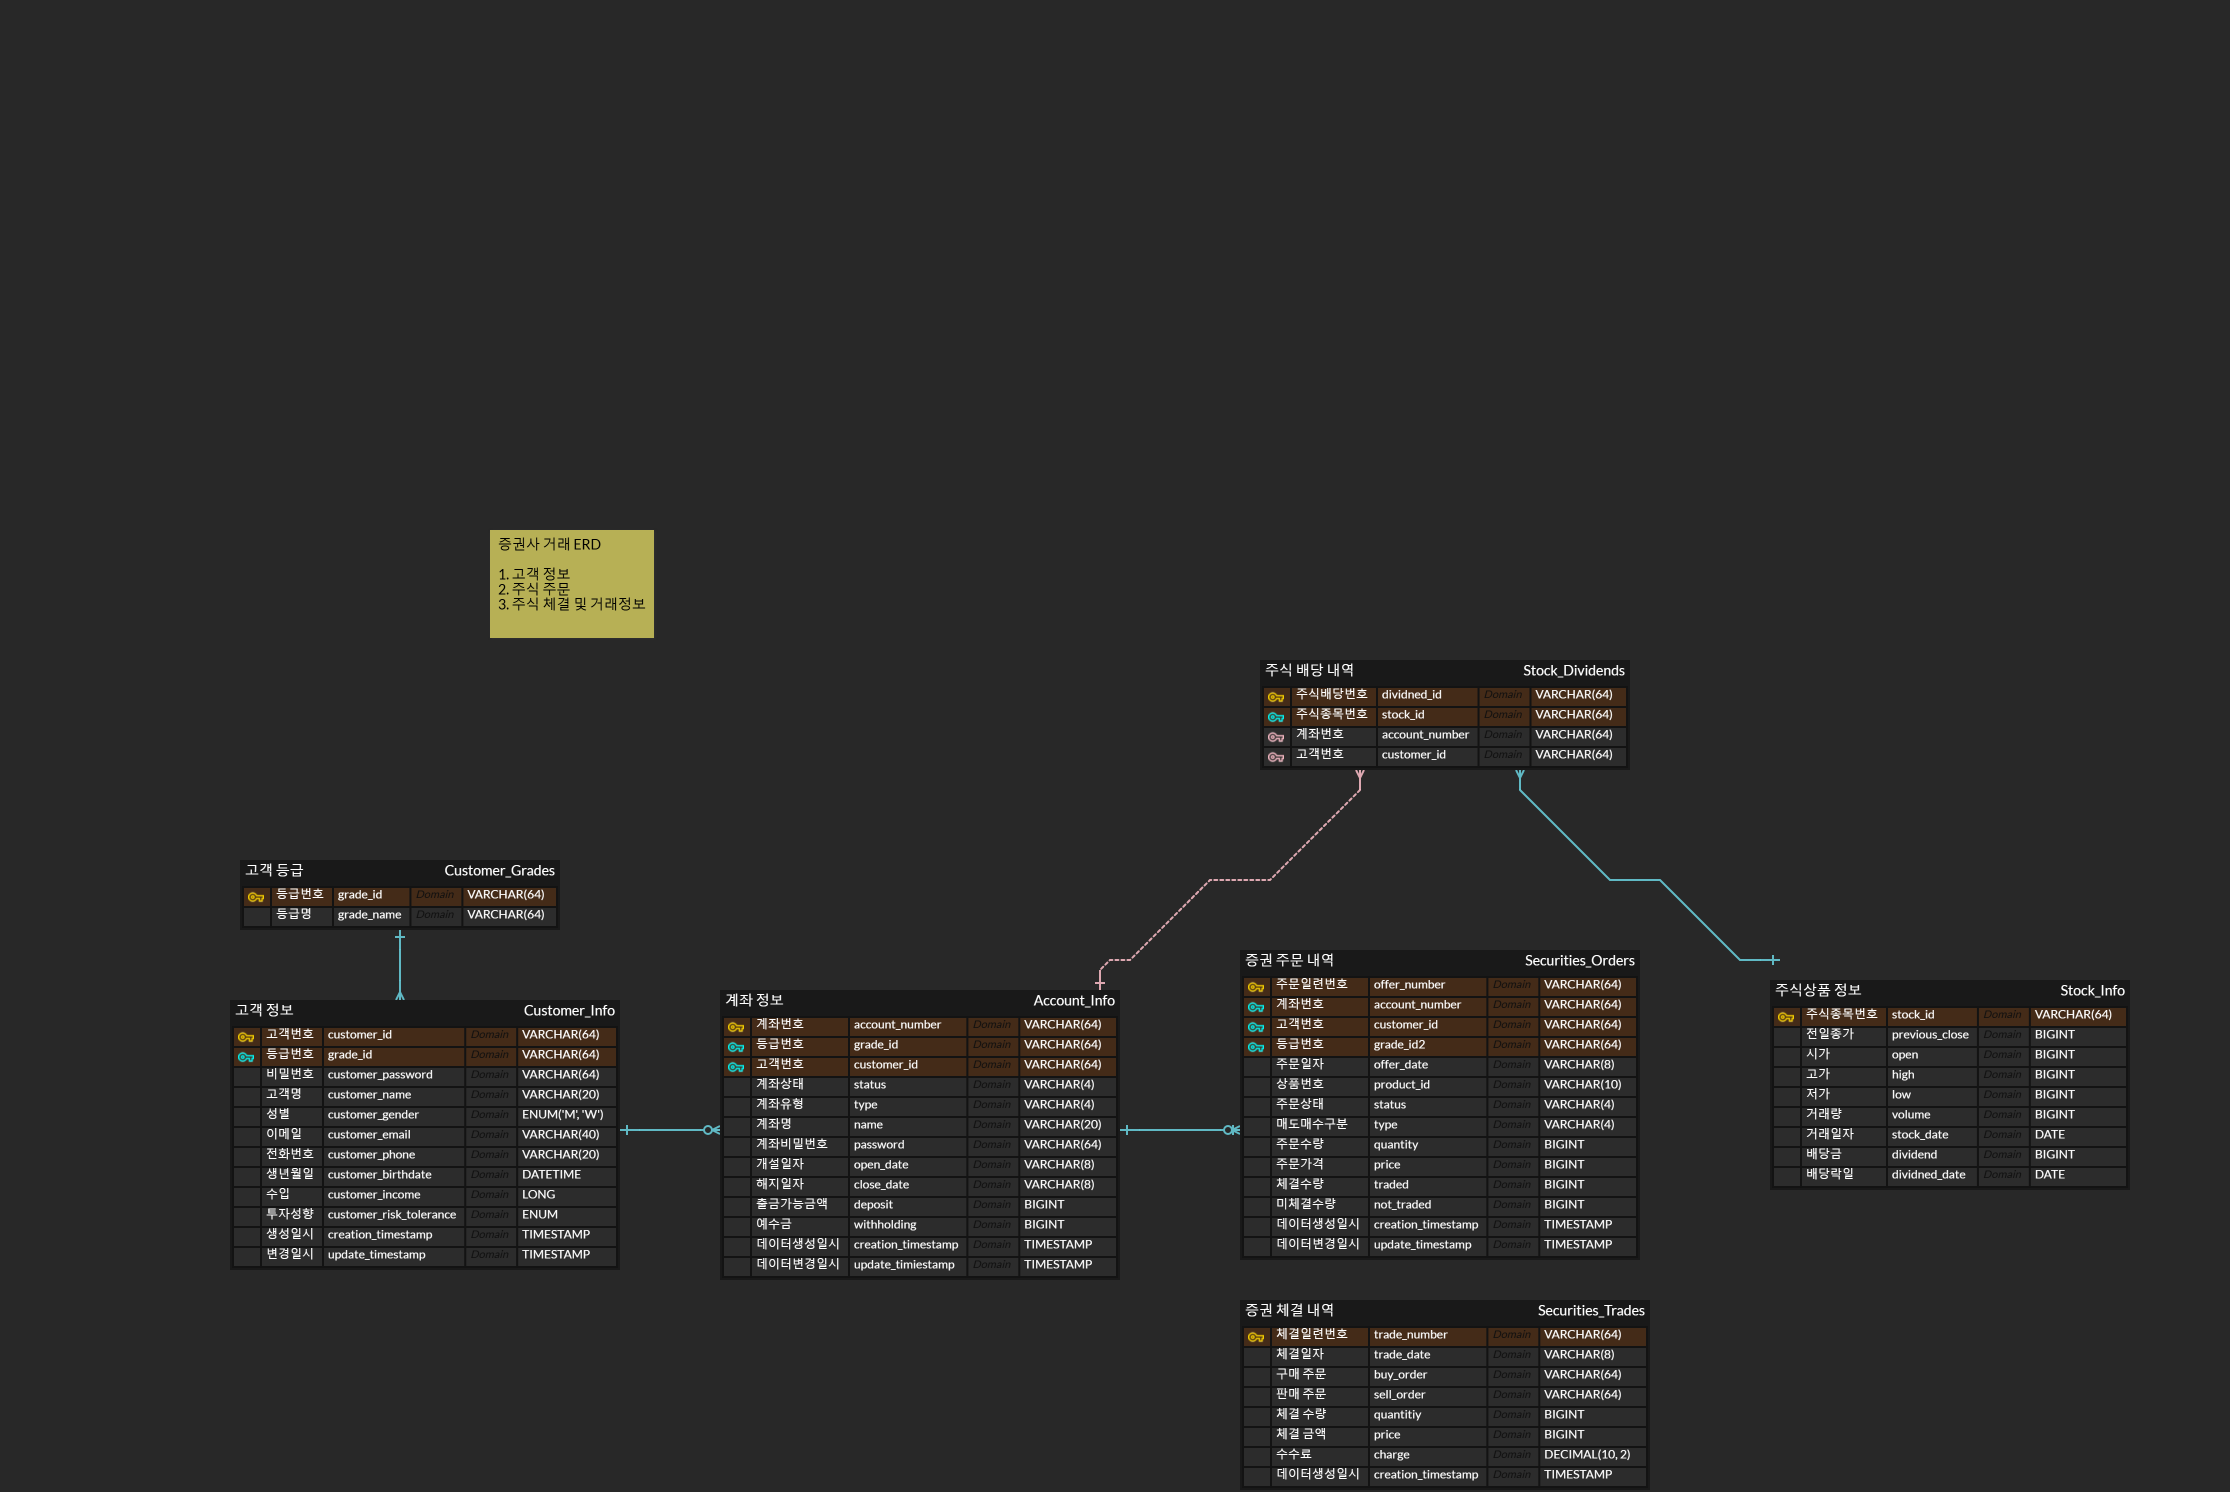 증권사 거래 ERD
1. 고객 정보
2. 주식 주문
3. 주식 체결 및 거래정보
주식 배당 내역 Stock_Dividends
주식배당번호 dividned_id Domain VARCHAR(64)
주식종목번호 stock_id Domain VARCHAR(64)
계좌번호 account_number Domain VARCHAR(64)
고객번호 customer_id Domain VARCHAR(64)
고객 등급 Customer_Grades
등급번호 grade_id Domain VARCHAR(64)
등급명 grade_name Domain VARCHAR(64)
고객 정보 Customer_Info
고객번호 customer_id Domain VARCHAR(64)
등급번호 grade_id Domain VARCHAR(64)
비밀번호 customer_password Domain VARCHAR(64)
고객명 customer_name Domain VARCHAR(20)
성별 customer_gender Domain ENUM('M', 'W')
이메일 customer_email Domain VARCHAR(40)
전화번호 customer_phone Domain VARCHAR(20)
생년월일 customer_birthdate Domain DATETIME
수입 customer_income Domain LONG
투자성향 customer_risk_tolerance Domain ENUM
생성일시 creation_timestamp Domain TIMESTAMP
변경일시 update_timestamp Domain TIMESTAMP
계좌 정보 Account_Info
계좌번호 account_number Domain VARCHAR(64)
등급번호 grade_id Domain VARCHAR(64)
고객번호 customer_id Domain VARCHAR(64)
계좌상태 status Domain VARCHAR(4)
계좌유형 type Domain VARCHAR(4)
계좌명 name Domain VARCHAR(20)
계좌비밀번호 password Domain VARCHAR(64)
개설일자 open_date Domain VARCHAR(8)
해지일자 close_date Domain VARCHAR(8)
출금가능금액 deposit Domain BIGINT
예수금 withholding Domain BIGINT
데이터생성일시 creation_timestamp Domain TIMESTAMP
데이터변경일시 update_timiestamp Domain TIMESTAMP
증권 주문 내역 Securities_Orders
주문일련번호 offer_number Domain VARCHAR(64)
계좌번호 account_number Domain VARCHAR(64)
고객번호 customer_id Domain VARCHAR(64)
등급번호 grade_id2 Domain VARCHAR(64)
주문일자 offer_date Domain VARCHAR(8)
상품번호 product_id Domain VARCHAR(10)
주문상태 status Domain VARCHAR(4)
매도매수구분 type Domain VARCHAR(4)
주문수량 quantity Domain BIGINT
주문가격 price Domain BIGINT
체결수량 traded Domain BIGINT
미체결수량 not_traded Domain BIGINT
데이터생성일시 creation_timestamp Domain TIMESTAMP
데이터변경일시 update_timestamp Domain TIMESTAMP
주식상품 정보 Stock_Info
주식종목번호 stock_id Domain VARCHAR(64)
전일종가 previous_close Domain BIGINT
시가 open Domain BIGINT
고가 high Domain BIGINT
저가 low Domain BIGINT
거래량 volume Domain BIGINT
거래일자 stock_date Domain DATE
배당금 dividend Domain BIGINT
배당락일 dividned_date Domain DATE
증권 체결 내역 Securities_Trades
체결일련번호 trade_number Domain VARCHAR(64)
체결일자 trade_date Domain VARCHAR(8)
구매 주문 buy_order Domain VARCHAR(64)
판매 주문 sell_order Domain VARCHAR(64)
체결 수량 quantitiy Domain BIGINT
체결 금액 price Domain BIGINT
수수료 charge Domain DECIMAL(10, 2)
데이터생성일시 creation_timestamp Domain TIMESTAMP